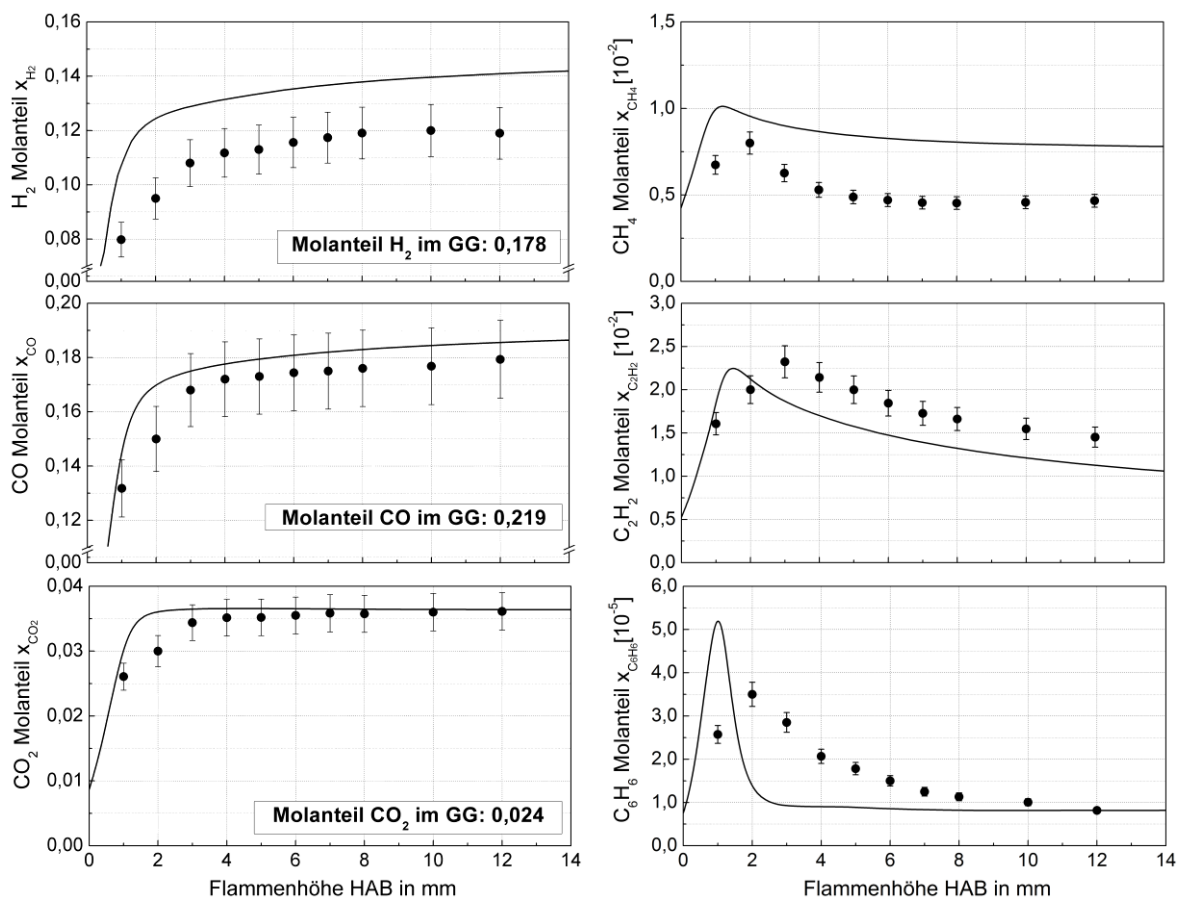 H2 Molanteil xH2
0,16
0,14
0,12
0,10
0,08
0,00
Molanteil H2 im GG: 0,178
CO Molanteil xCO
0,20
0,18
0,16
0,14
0,12
0,00
Molanteil CO im GG: 0,219
CO2 Molanteil xCO2
0,04
0,03
0,02
0,01
0,00
Molanteil CO2 im GG: 0,024
0 2 4 6 8 10 12 14
Flammenhöhe HAB in mm
CH4 Molanteil xCH4 [10-2]
1,5
1,0
0,5
0,0
C2H2 Molanteil xC2H2 [10-2]
3,0
2,5
2,0
1,5
1,0
0,5
0,0
C6H6 Molanteil xC6H6 [10-5]
6,0
5,0
4,0
3,0
2,0
1,0
0,0
0 2 4 6 8 10 12 14
Flammenhöhe HAB in mm